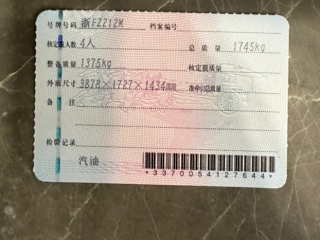 号牌号码 浙FZ212M 档案编号
核定载人数 4人 总质量 1745kg
整备质量 1375kg 核定载质量
外廓尺寸 3878×1727×1434mm 准牵引总质量
备注
检验记录
汽油
*3370054127644*